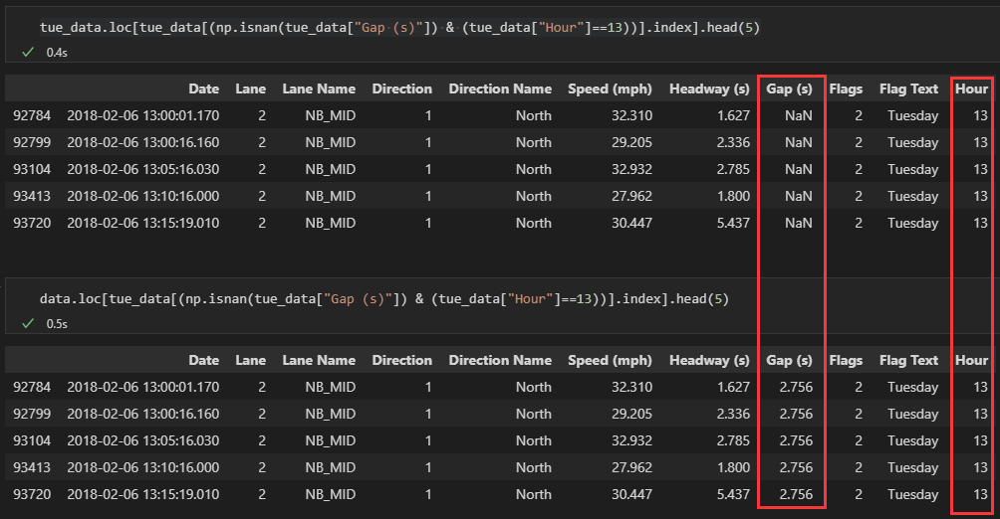 tue_data.loc[tue_data[(np.isnan(tue_data["Gap (s)"]) & (tue_data["Hour"]==13))].index].head(5)
✓ 0.4s
Date Lane Lane Name Direction Direction Name Speed (mph) Headway (s) Gap (s) Flags Flag Text Hour
92784 2018-02-06 13:00:01.170 2 NB_MID 1 North 32.310 1.627 NaN 2 Tuesday 13
92799 2018-02-06 13:00:16.160 2 NB_MID 1 North 29.205 2.336 NaN 2 Tuesday 13
93104 2018-02-06 13:05:16.030 2 NB_MID 1 North 32.932 2.785 NaN 2 Tuesday 13
93413 2018-02-06 13:10:16.000 2 NB_MID 1 North 27.962 1.800 NaN 2 Tuesday 13
93720 2018-02-06 13:15:19.010 2 NB_MID 1 North 30.447 5.437 NaN 2 Tuesday 13
data.loc[tue_data[(np.isnan(tue_data["Gap (s)"]) & (tue_data["Hour"]==13))].index].head(5)
✓ 0.5s
Date Lane Lane Name Direction Direction Name Speed (mph) Headway (s) Gap (s) Flags Flag Text Hour
92784 2018-02-06 13:00:01.170 2 NB_MID 1 North 32.310 1.627 2.756 2 Tuesday 13
92799 2018-02-06 13:00:16.160 2 NB_MID 1 North 29.205 2.336 2.756 2 Tuesday 13
93104 2018-02-06 13:05:16.030 2 NB_MID 1 North 32.932 2.785 2.756 2 Tuesday 13
93413 2018-02-06 13:10:16.000 2 NB_MID 1 North 27.962 1.800 2.756 2 Tuesday 13
93720 2018-02-06 13:15:19.010 2 NB_MID 1 North 30.447 5.437 2.756 2 Tuesday 13